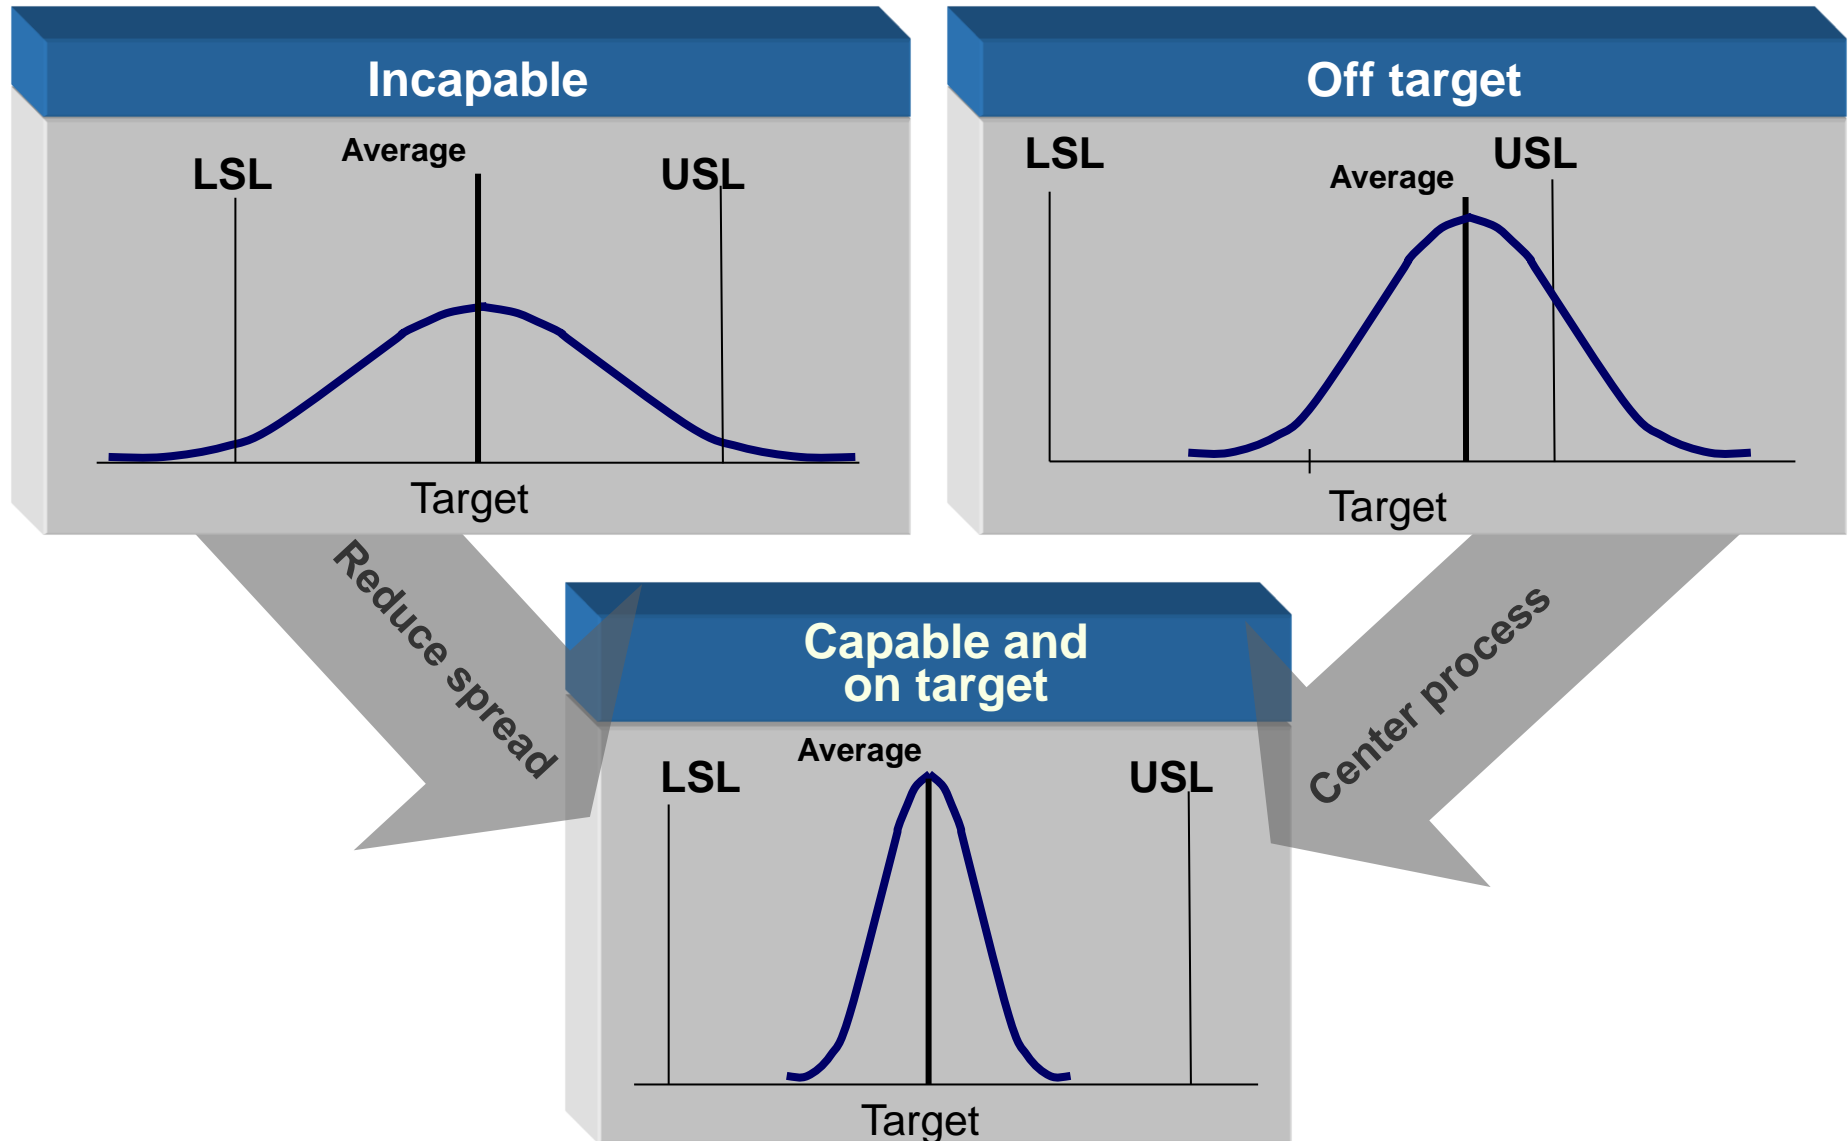 Incapable
Average
LSL
USL
Target
Off target
LSL
USL
Average
Target
Reduce spread
Center process
Capable and
on target
Average
LSL
USL
Target